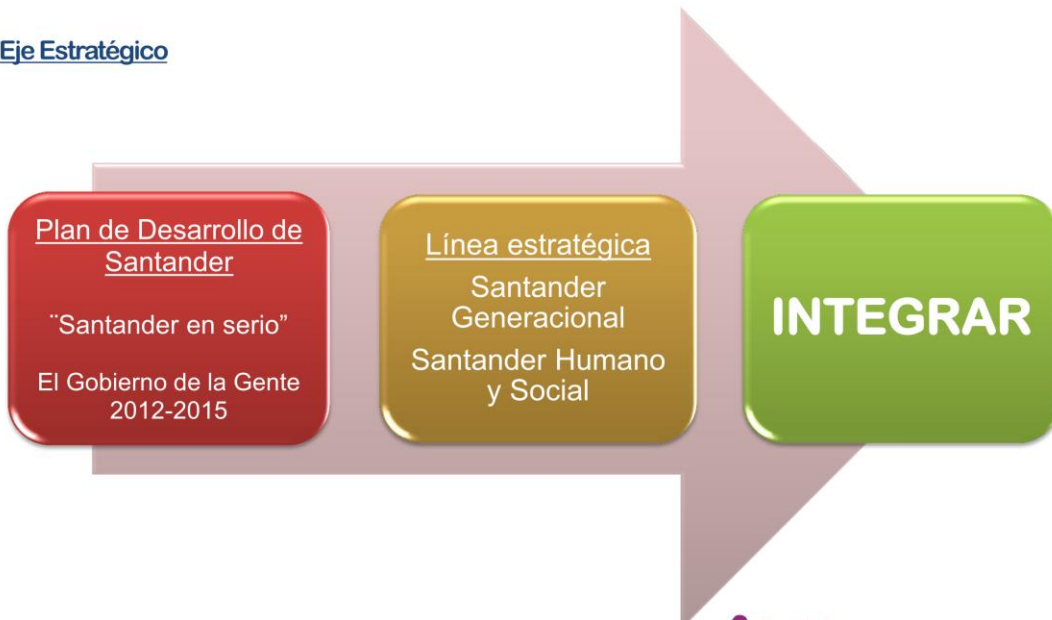 Eje Estratégico
Plan de Desarrollo de
Santander
¨Santander en serio”
El Gobierno de la Gente
2012-2015
Línea estratégica
Santander
Generacional
Santander Humano
y Social
INTEGRAR